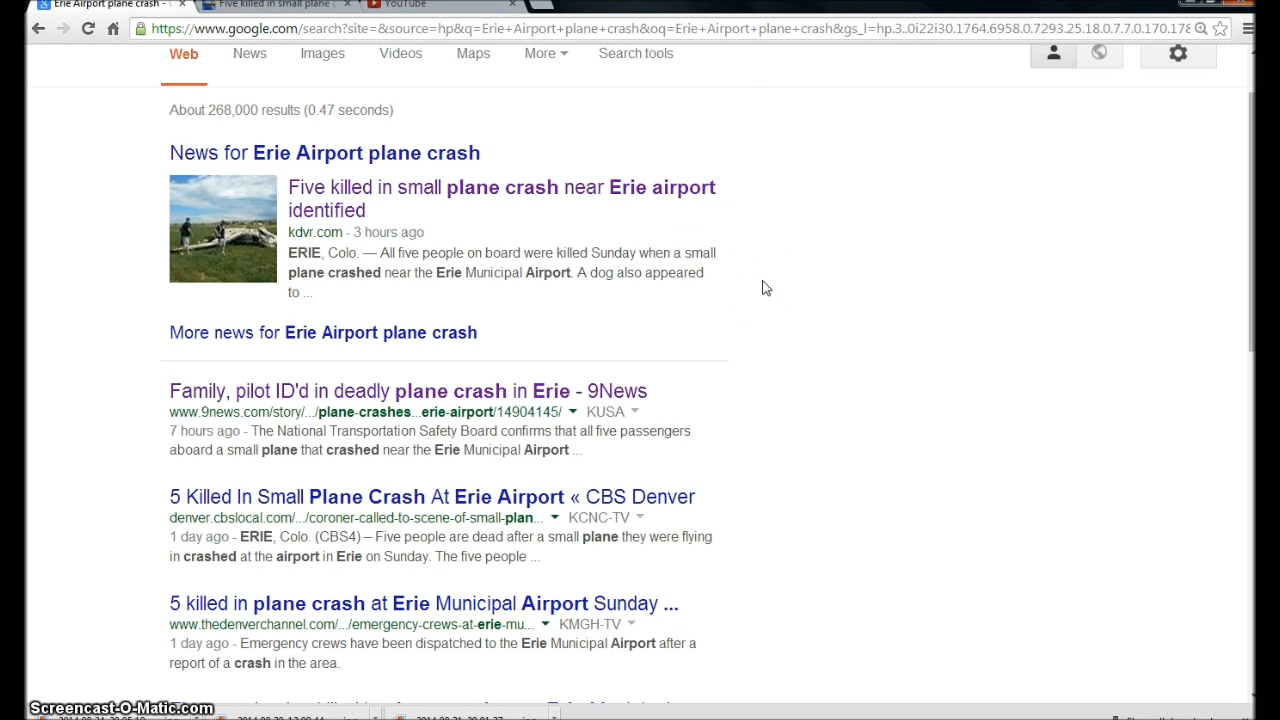 Erie Airport plane crash -
Five killed in small plane c
YouTube
https://www.google.com/search?site=&source=hp&q=Erie+Airport+plane+crash&oq=Erie+Airport+plane+crash&gs_l=hp.3..0i22i30.1764.6958.0.7293.25.18.0.7.7.0.170.178
Web News Images Videos Maps More Search tools
About 268,000 results (0.47 seconds)
News for Erie Airport plane crash
Five killed in small plane crash near Erie airport
identified
kdvr.com - 3 hours ago
ERIE, Colo. — All five people on board were killed Sunday when a small
plane crashed near the Erie Municipal Airport. A dog also appeared
to ...
More news for Erie Airport plane crash
Family, pilot ID'd in deadly plane crash in Erie - 9News
www.9news.com/story/.../plane-crashes...erie-airport/14904145/ KUSA
7 hours ago - The National Transportation Safety Board confirms that all five passengers
aboard a small plane that crashed near the Erie Municipal Airport ...
5 Killed In Small Plane Crash At Erie Airport « CBS Denver
denver.cbslocal.com/.../coroner-called-to-scene-of-small-plan... KCNC-TV
1 day ago - ERIE, Colo. (CBS4) – Five people are dead after a small plane they were flying
in crashed at the airport in Erie on Sunday. The five people ...
5 killed in plane crash at Erie Municipal Airport Sunday ...
www.thedenverchannel.com/.../emergency-crews-at-erie-mu... KMGH-TV
1 day ago - Emergency crews have been dispatched to the Erie Municipal Airport after a
report of a crash in the area.
Screencast-O-Matic.com